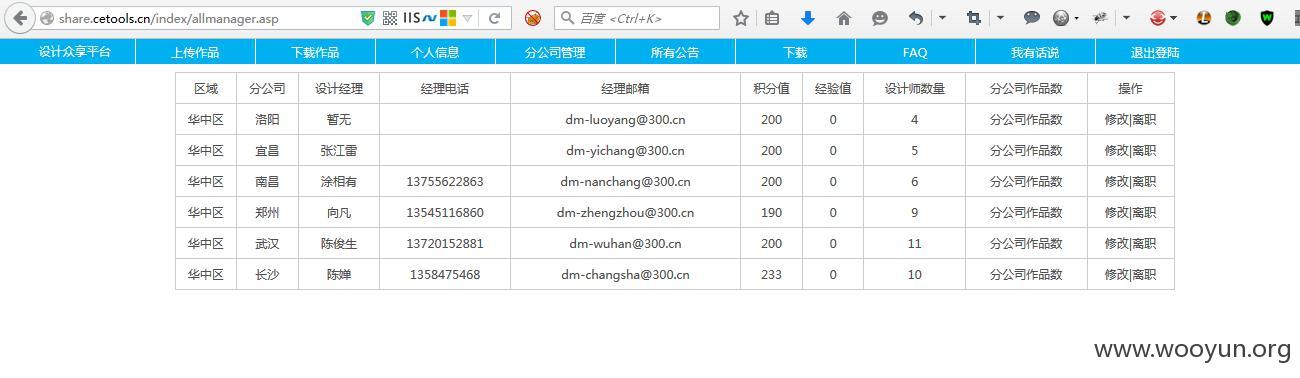 share.cetools.cn/index/allmanager.asp IIS 百度 <Ctrl+K>
设计众享平台 上传作品 下载作品 个人信息 分公司管理 所有公告 下载 FAQ 我有话说 退出登陆
区域 分公司 设计经理 经理电话 经理邮箱 积分值 经验值 设计师数量 分公司作品数 操作
华中区 洛阳 暂无 dm-luoyang@300.cn 200 0 4 分公司作品数 修改|离职
华中区 宜昌 张江雷 dm-yichang@300.cn 200 0 5 分公司作品数 修改|离职
华中区 南昌 涂相有 13755622863 dm-nanchang@300.cn 200 0 6 分公司作品数 修改|离职
华中区 郑州 向凡 13545116860 dm-zhengzhou@300.cn 190 0 9 分公司作品数 修改|离职
华中区 武汉 陈俊生 13720152881 dm-wuhan@300.cn 200 0 11 分公司作品数 修改|离职
华中区 长沙 陈婵 1358475468 dm-changsha@300.cn 233 0 10 分公司作品数 修改|离职
www.wooyun.org